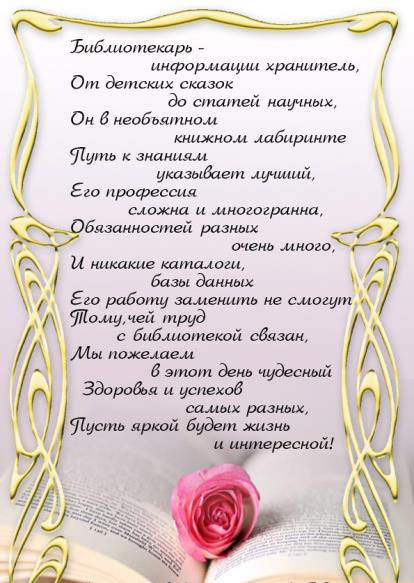 Библиотекарь -
информации хранитель,
От детских сказок
до статей научных,
Он в необъятном
книжном лабиринте
Путь к знаниям
указывает лучший,
Его профессия
сложна и многогранна,
Обязанностей разных
очень много,
И никакие каталоги,
базы данных
Его работу заменить не смогут
Тому,чей труд
с библиотекой связан,
Мы пожелаем
в этот день чудесный
Здоровья и успехов
самых разных,
Пусть яркой будет жизнь
и интересной!